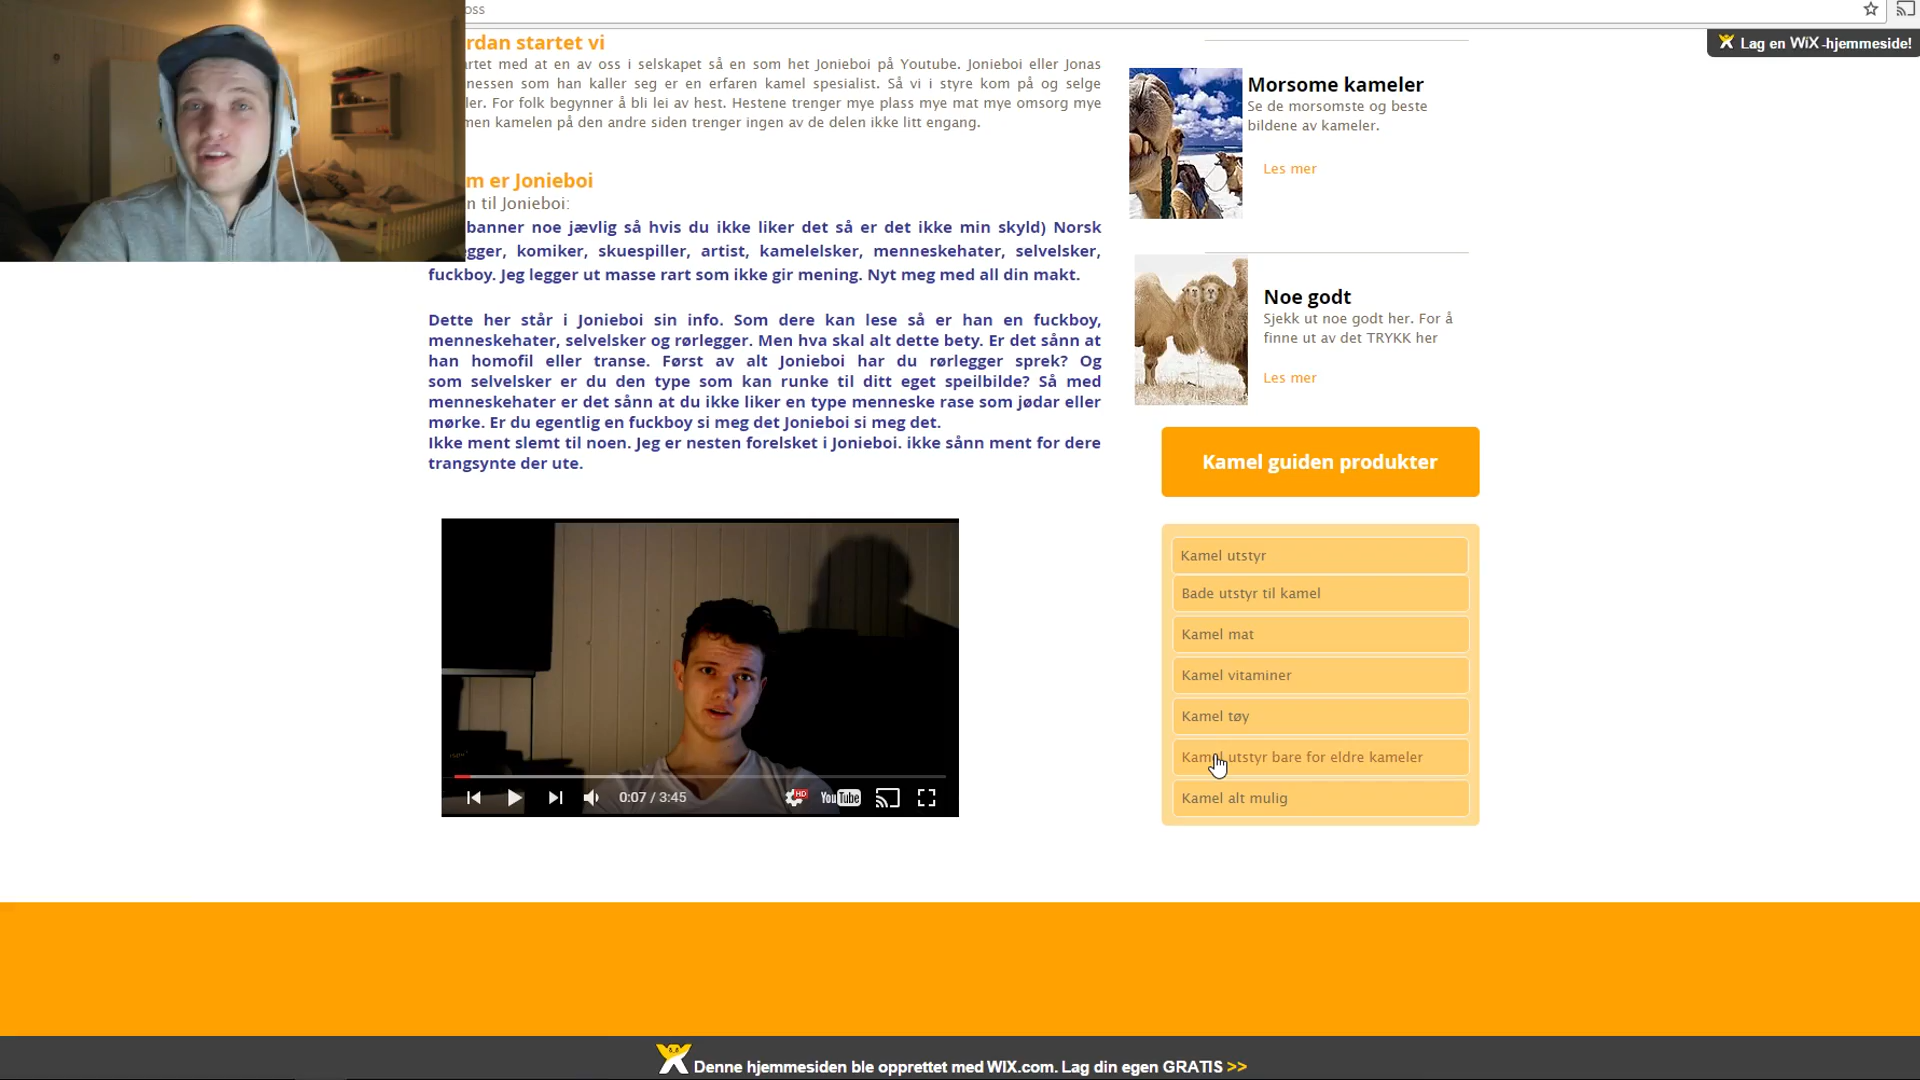 oss
Lag en WiX-hjemmeside!
rdan startet vi
rtet med at en av oss i selskapet så en som het Jonieboi på Youtube. Jonieboi eller Jonas
nessen som han kaller seg er en erfaren kamel spesialist. Så vi i styre kom på og selge
ler. For folk begynner å bli lei av hest. Hestene trenger mye plass mye mat mye omsorg mye
men kamelen på den andre siden trenger ingen av de delen ikke litt engang.
m er Jonieboi
n til Jonieboi:
banner noe jævlig så hvis du ikke liker det så er det ikke min skyld) Norsk
gger, komiker, skuespiller, artist, kamelelsker, menneskehater, selvelsker,
fuckboy. Jeg legger ut masse rart som ikke gir mening. Nyt meg med all din makt.
Dette her står i Jonieboi sin info. Som dere kan lese så er han en fuckboy,
menneskehater, selvelsker og rørlegger. Men hva skal alt dette bety. Er det sånn at
han homofil eller transe. Først av alt Jonieboi har du rørlegger sprek? Og
som selvelsker er du den type som kan runke til ditt eget speilbilde? Så med
menneskehater er det sånn at du ikke liker en type menneske rase som jødar eller
mørke. Er du egentlig en fuckboy si meg det Jonieboi si meg det.
Ikke ment slemt til noen. Jeg er nesten forelsket i Jonieboi. ikke sånn ment for dere
trangsynte der ute.
0:07 / 3:45
HD
YouTube
Morsome kameler
Se de morsomste og beste
bildene av kameler.
Les mer
Noe godt
Sjekk ut noe godt her. For å
finne ut av det TRYKK her
Les mer
Kamel guiden produkter
Kamel utstyr
Bade utstyr til kamel
Kamel mat
Kamel vitaminer
Kamel tøy
Kamel utstyr bare for eldre kameler
Kamel alt mulig
Denne hjemmesiden ble opprettet med WIX.com. Lag din egen GRATIS >>